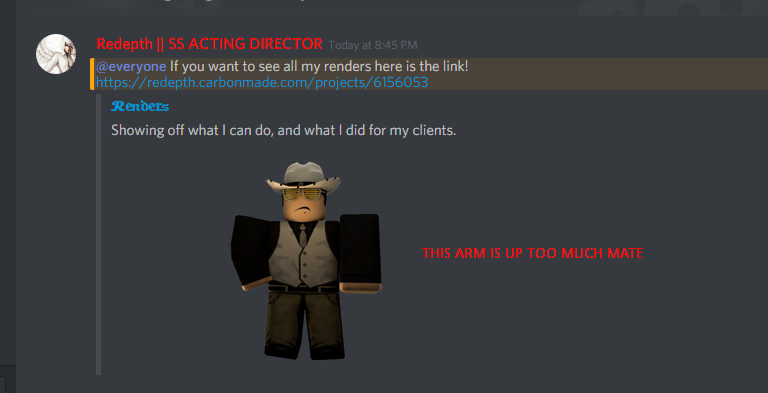 Redepth || SS ACTING DIRECTOR Today at 8:45 PM
@everyone If you want to see all my renders here is the link!
https://redepth.carbonmade.com/projects/6156053
Renders
Showing off what I can do, and what I did for my clients.
THIS ARM IS UP TOO MUCH MATE